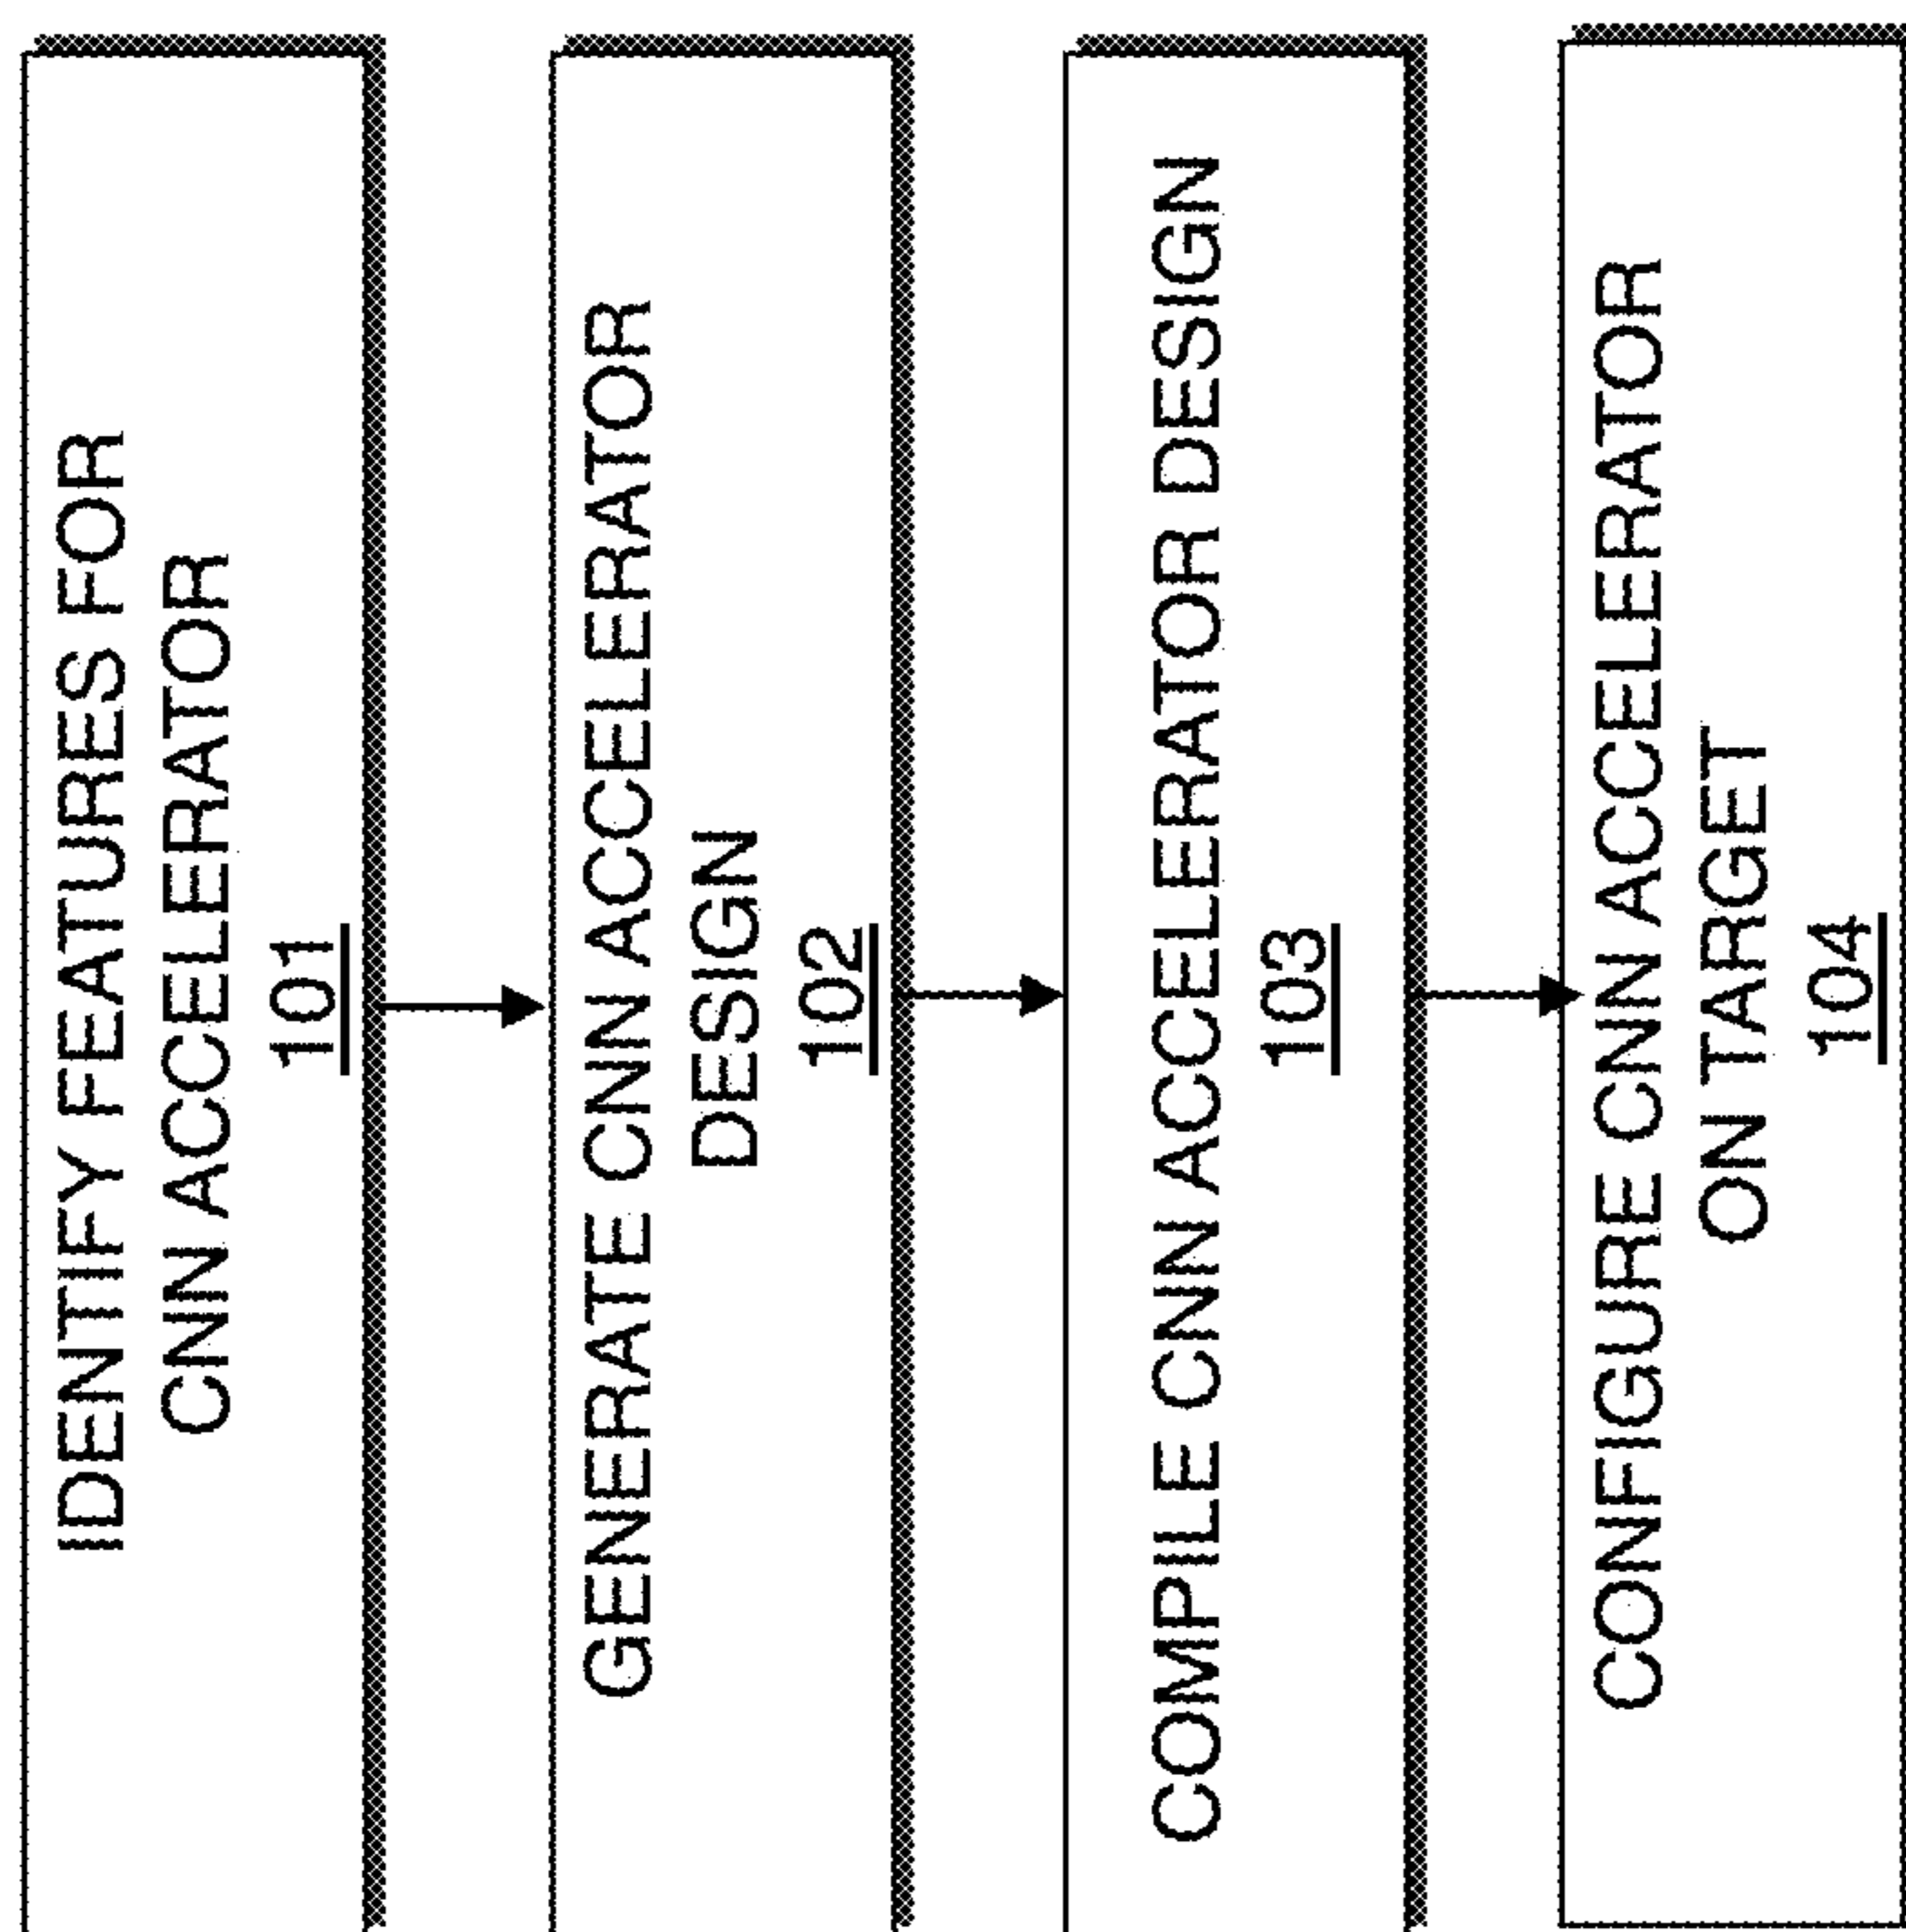 IDENTIFY FEATURES FOR
CNN ACCELERATOR
101
GENERATE CNN ACCELERATOR
DESIGN
102
COMPILE CNN ACCELERATOR DESIGN
103
CONFIGURE CNN ACCELERATOR
ON TARGET
104